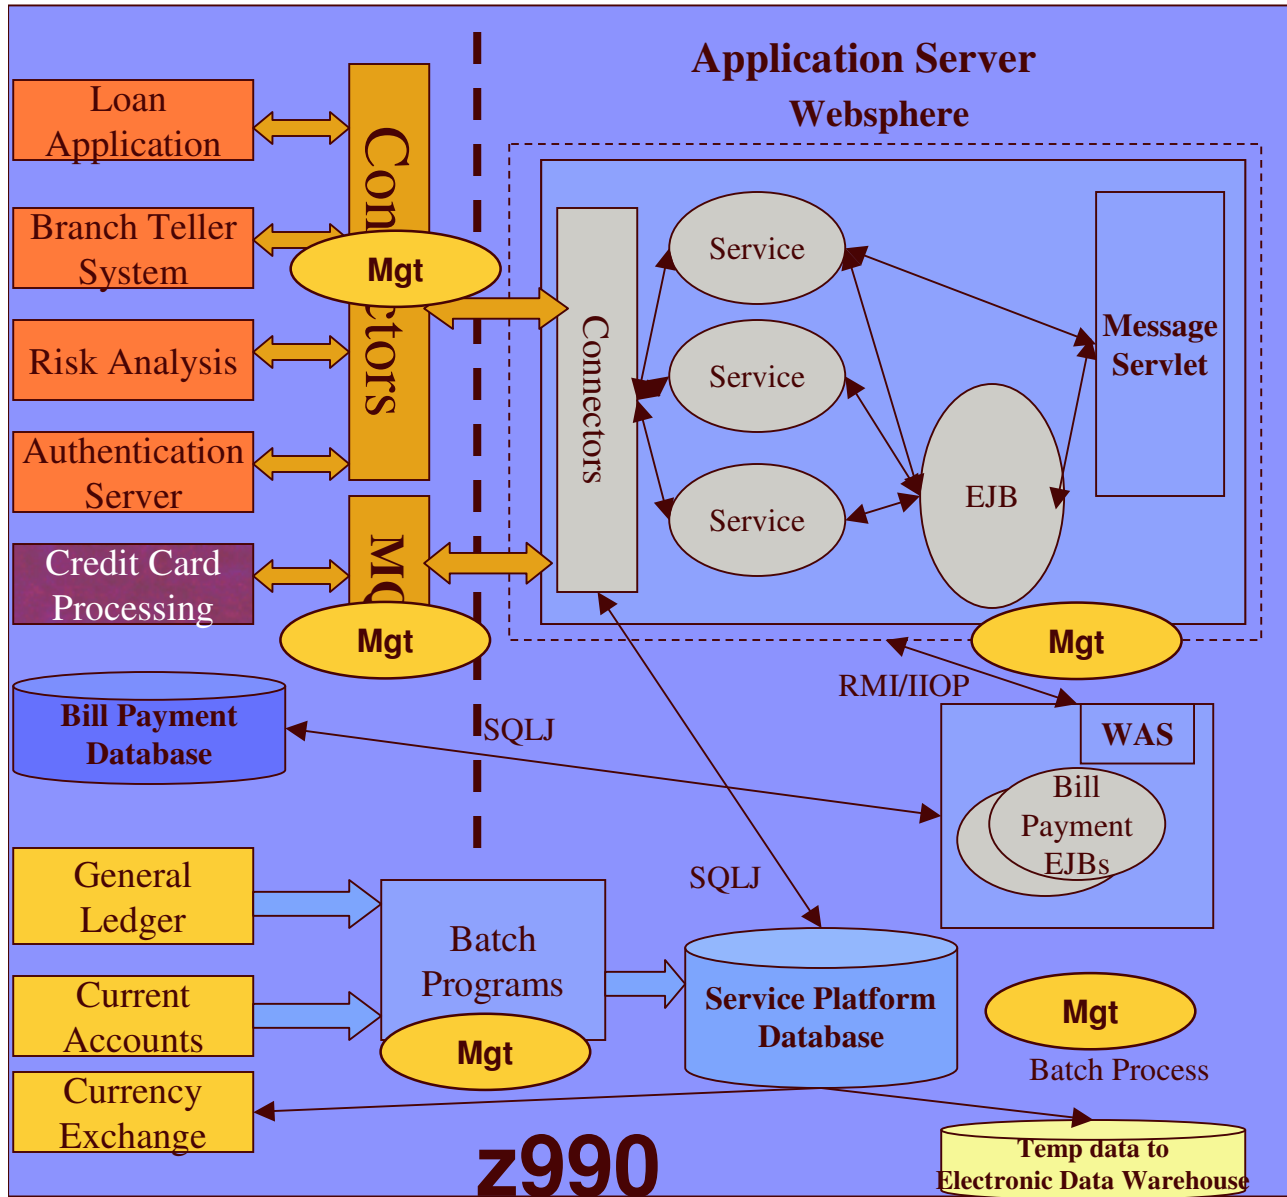 Application Server
Websphere
Loan
Application
Branch Teller
System
Risk Analysis
Authentication
Server
Credit Card
Processing
Mgt
Mgt
Connectors
Service
Service
Service
EJB
Message
Servlet
Mgt
RMI/IIOP
Bill Payment
Database
SQLJ
WAS
Bill
Payment
EJBs
SQLJ
General
Ledger
Current
Accounts
Currency
Exchange
Batch
Programs
Mgt
Service Platform
Database
Mgt
Batch Process
Temp data to
Electronic Data Warehouse
z990